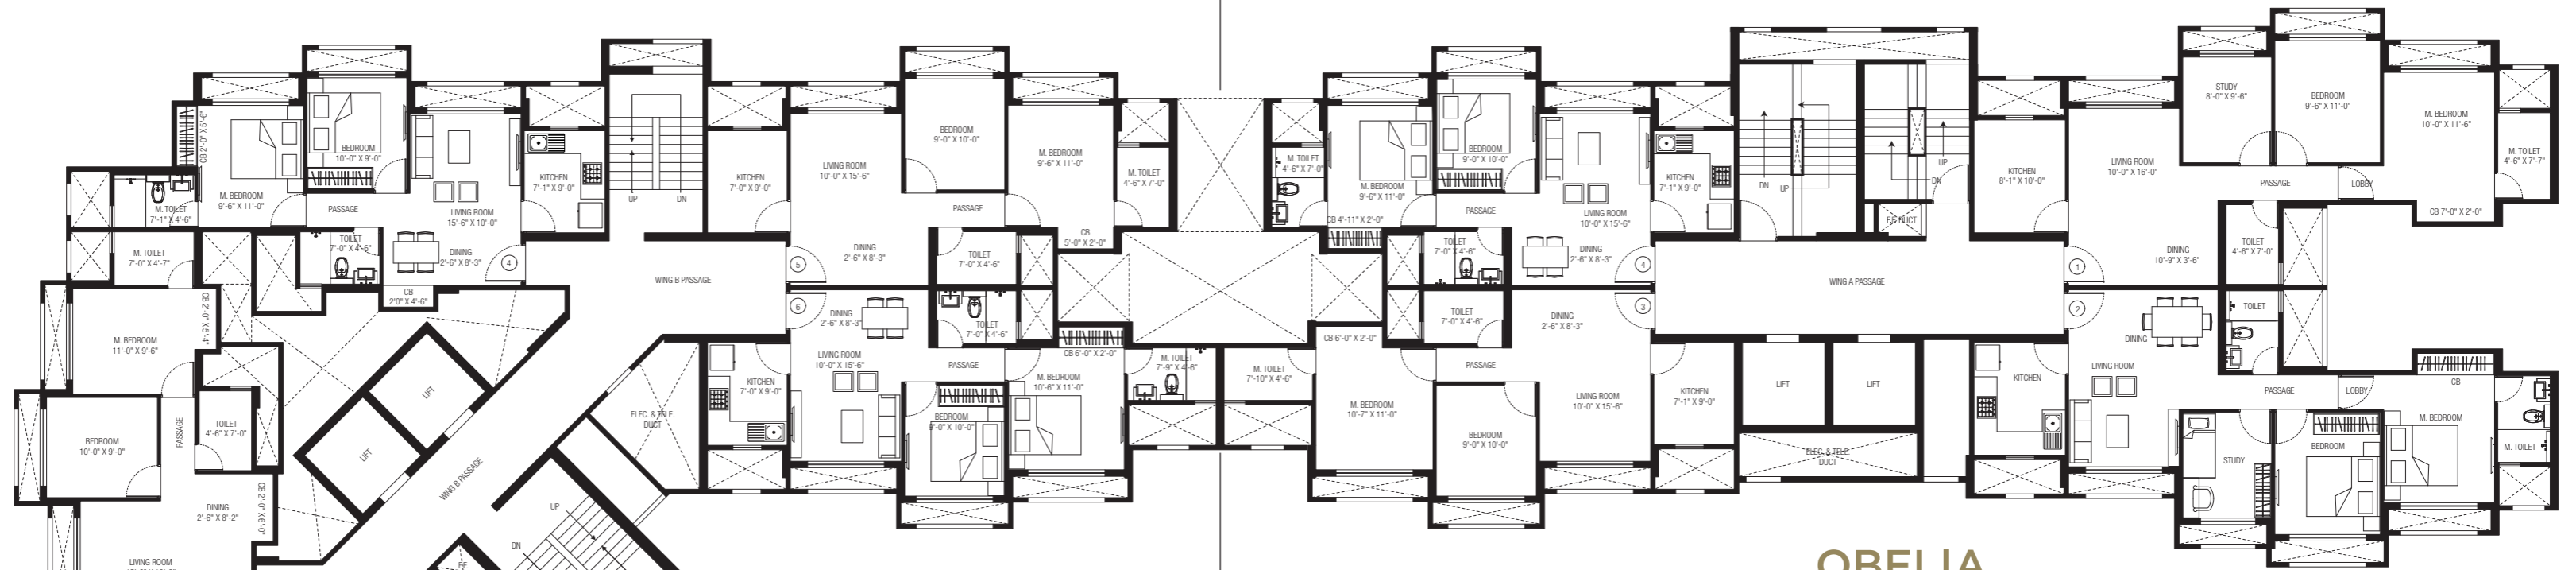 CB 2'-0" X 5'-6"
BEDROOM
10'-0" X 9'-0"
M. BEDROOM
9'-6" X 11'-0"
M. TOILET
7'-1" X 4'-6"
PASSAGE
LIVING ROOM
15'-6" X 10'-0"
KITCHEN
7'-1" X 9'-0"
TOILET
7'-0" X 4'-6"
DINING
2'-6" X 8'-3"
4
CB
2'0" X 4'-6"
M. TOILET
7'-0" X 4'-7"
CB 2'-0" X 5'-4"
M. BEDROOM
11'-0" X 9'-6"
BEDROOM
10'-0" X 9'-0"
PASSAGE
TOILET
4'-6" X 7'-0"
DINING
2'-6" X 8'-2"
CB 2'-0" X 6'-0"
LIVING ROOM
LIFT
LIFT
WING B PASSAGE
UP
DN
F.F.
UP
DN
KITCHEN
7'-0" X 9'-0"
LIVING ROOM
10'-0" X 15'-6"
BEDROOM
9'-0" X 10'-0"
M. BEDROOM
9'-6" X 11'-0"
M. TOILET
4'-6" X 7'-0"
PASSAGE
CB
5'-0" X 2'-0"
DINING
2'-6" X 8'-3"
TOILET
7'-0" X 4'-6"
5
WING B PASSAGE
6
DINING
2'-6" X 8'-3"
TOILET
7'-0" X 4'-6"
LIVING ROOM
10'-0" X 15'-6"
PASSAGE
CB 6'-0" X 2'-0"
M. BEDROOM
10'-6" X 11'-0"
M. TOILET
7'-9" X 4'-6"
KITCHEN
7'-0" X 9'-0"
BEDROOM
9'-0" X 10'-0"
ELEC. & TELE.
DUCT
M. TOILET
4'-6" X 7'-0"
M. BEDROOM
9'-6" X 11'-0"
BEDROOM
9'-0" X 10'-0"
CB 4'-11" X 2'-0"
PASSAGE
LIVING ROOM
10'-0" X 15'-6"
KITCHEN
7'-1" X 9'-0"
TOILET
7'-0" X 4'-6"
DINING
2'-6" X 8'-3"
4
3
TOILET
7'-0" X 4'-6"
DINING
2'-6" X 8'-3"
CB 6'-0" X 2'-0"
M. TOILET
7'-10" X 4'-6"
PASSAGE
M. BEDROOM
10'-7" X 11'-0"
BEDROOM
9'-0" X 10'-0"
LIVING ROOM
10'-0" X 15'-6"
KITCHEN
7'-1" X 9'-0"
DN
UP
UP
DN
F.F. DUCT
WING A PASSAGE
LIFT
LIFT
ELEC. & TELE.
DUCT
KITCHEN
8'-1" X 10'-0"
LIVING ROOM
10'-0" X 16'-0"
STUDY
8'-0" X 9'-6"
BEDROOM
9'-6" X 11'-0"
M. BEDROOM
10'-0" X 11'-6"
M. TOILET
4'-6" X 7'-7"
PASSAGE
LOBBY
CB 7'-0" X 2'-0"
DINING
10'-9" X 3'-6"
TOILET
4'-6" X 7'-0"
1
2
DINING
TOILET
LIVING ROOM
KITCHEN
PASSAGE
LOBBY
CB
STUDY
BEDROOM
M. BEDROOM
M. TOILET
OBELIA